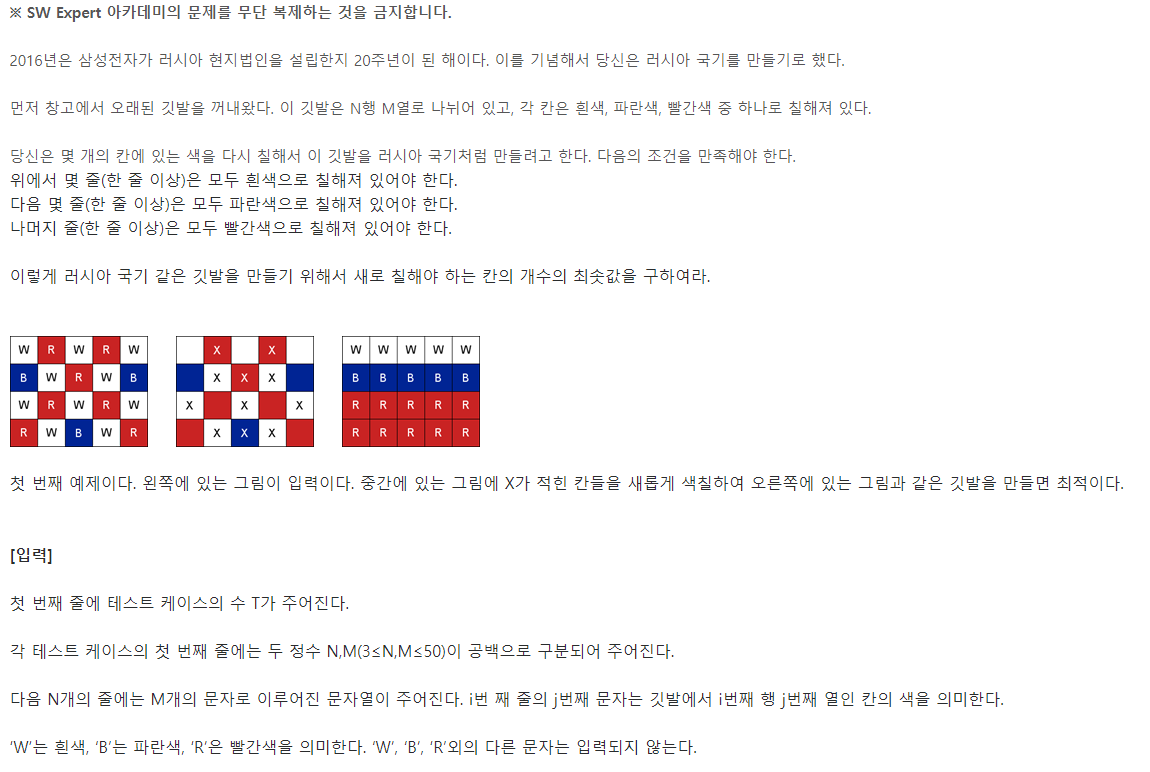 ※ SW Expert 아카데미의 문제를 무단 복제하는 것을 금지합니다.
2016년은 삼성전자가 러시아 현지법인을 설립한지 20주년이 된 해이다. 이를 기념해서 당신은 러시아 국기를 만들기로 했다.
먼저 창고에서 오래된 깃발을 꺼내왔다. 이 깃발은 N행 M열로 나뉘어 있고, 각 칸은 흰색, 파란색, 빨간색 중 하나로 칠해져 있다.
당신은 몇 개의 칸에 있는 색을 다시 칠해서 이 깃발을 러시아 국기처럼 만들려고 한다. 다음의 조건을 만족해야 한다.
위에서 몇 줄(한 줄 이상)은 모두 흰색으로 칠해져 있어야 한다.
다음 몇 줄(한 줄 이상)은 모두 파란색으로 칠해져 있어야 한다.
나머지 줄(한 줄 이상)은 모두 빨간색으로 칠해져 있어야 한다.
이렇게 러시아 국기 같은 깃발을 만들기 위해서 새로 칠해야 하는 칸의 개수의 최솟값을 구하여라.
W R W R W X X W W W W W
B W R W B X X X B B B B B
W R W R W X X X R R R R R
R W B W R X X X R R R R R
첫 번째 예제이다. 왼쪽에 있는 그림이 입력이다. 중간에 있는 그림에 X가 적힌 칸들을 새롭게 색칠하여 오른쪽에 있는 그림과 같은 깃발을 만들면 최적이다.
[입력]
첫 번째 줄에 테스트 케이스의 수 T가 주어진다.
각 테스트 케이스의 첫 번째 줄에는 두 정수 N,M(3≤N,M≤50)이 공백으로 구분되어 주어진다.
다음 N개의 줄에는 M개의 문자로 이루어진 문자열이 주어진다. i번 째 줄의 j번째 문자는 깃발에서 i번째 행 j번째 열인 칸의 색을 의미한다.
‘W’는 흰색, ‘B’는 파란색, ‘R’은 빨간색을 의미한다. ‘W’, ‘B’, ‘R’외의 다른 문자는 입력되지 않는다.